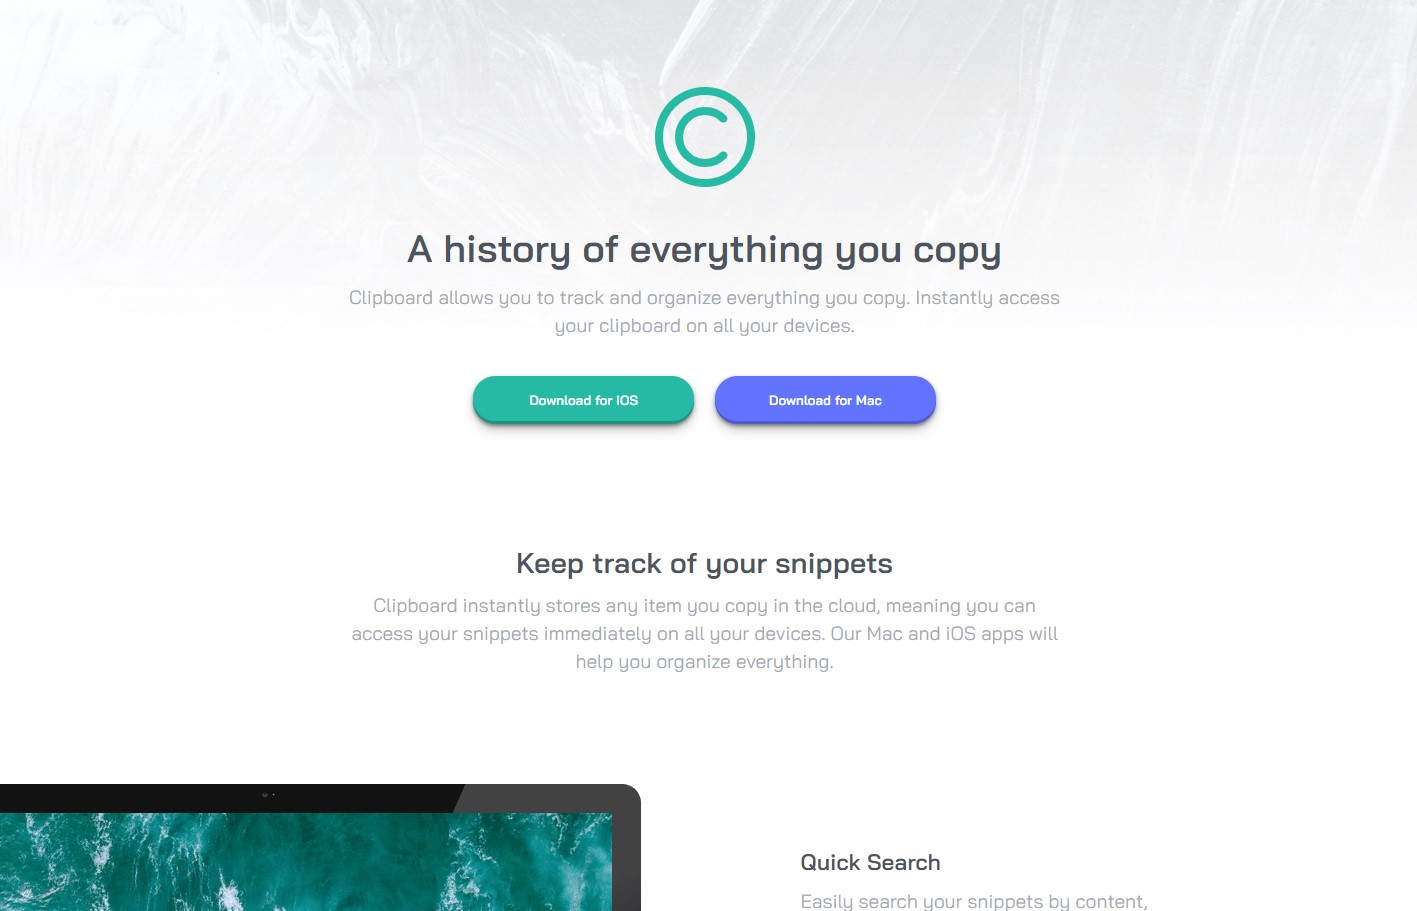 A history of everything you copy
Clipboard allows you to track and organize everything you copy. Instantly access
your clipboard on all your devices.
Download for iOS
Download for Mac
Keep track of your snippets
Clipboard instantly stores any item you copy in the cloud, meaning you can
access your snippets immediately on all your devices. Our Mac and iOS apps will
help you organize everything.
Quick Search
Easily search your snippets by content,